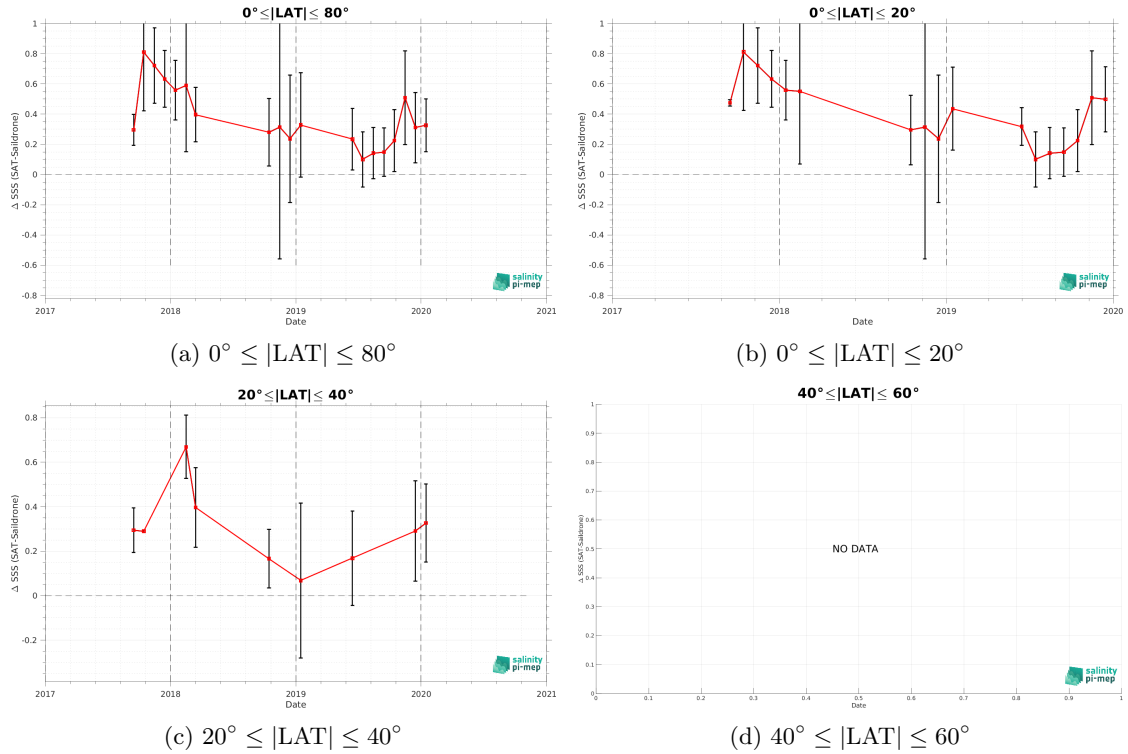 0°≤|LAT|≤ 80°
1
0.8
0.6
0.4
0.2
0
-0.2
-0.4
-0.6
-0.8
Δ SSS (SAT-Saildrone)
2017 2018 2019 2020 2021
Date
salinity
pi-mep
(a) 0° ≤ |LAT| ≤ 80°
0°≤|LAT|≤ 20°
1
0.8
0.6
0.4
0.2
0
-0.2
-0.4
-0.6
-0.8
Δ SSS (SAT-Saildrone)
2017 2018 2019 2020
Date
salinity
pi-mep
(b) 0° ≤ |LAT| ≤ 20°
20°≤|LAT|≤ 40°
0.8
0.6
0.4
0.2
0
-0.2
Δ SSS (SAT-Saildrone)
2017 2018 2019 2020 2021
Date
salinity
pi-mep
(c) 20° ≤ |LAT| ≤ 40°
40°≤|LAT|≤ 60°
1
0.9
0.8
0.7
0.6
0.5
0.4
0.3
0.2
0.1
0
Δ SSS (SAT-Saildrone)
NO DATA
0 0.1 0.2 0.3 0.4 0.5 0.6 0.7 0.8 0.9 1
Date
salinity
pi-mep
(d) 40° ≤ |LAT| ≤ 60°